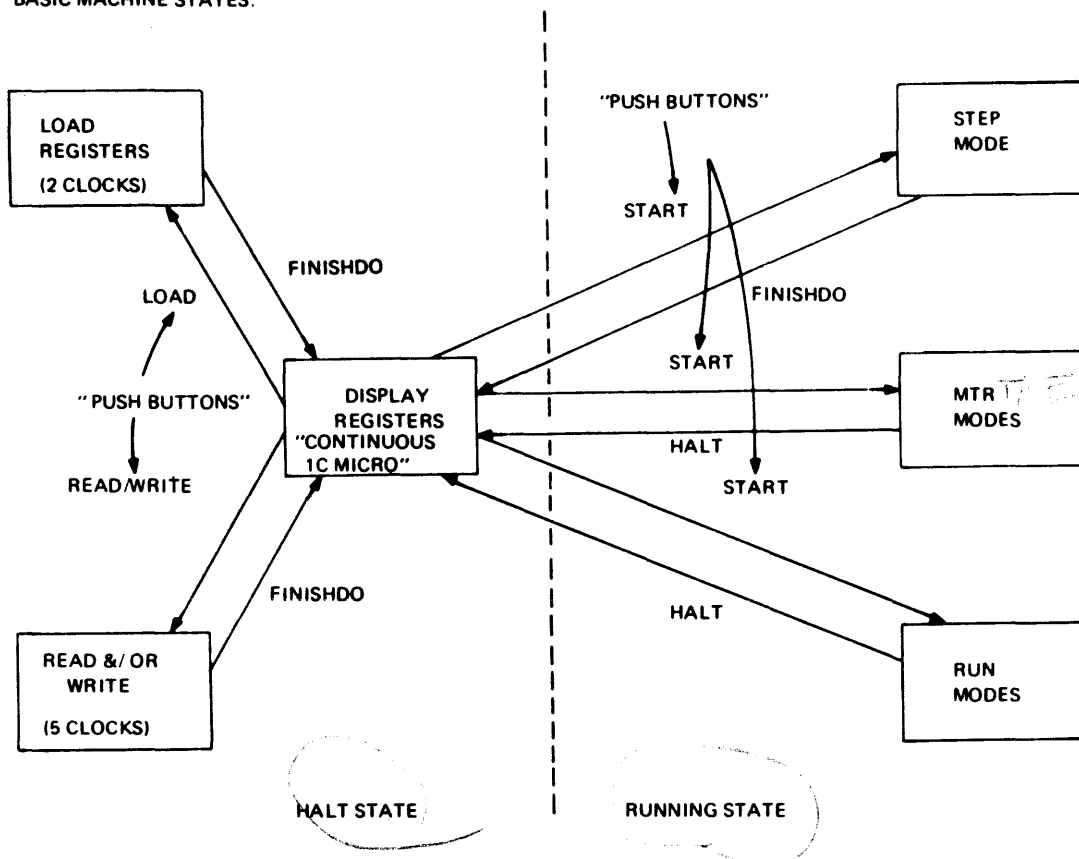 BASIC MACHINE STATES:
LOAD
REGISTERS
(2 CLOCKS)
FINISHDO
LOAD
"PUSH BUTTONS"
READ/WRITE
FINISHDO
READ &/OR
WRITE
(5 CLOCKS)
DISPLAY
REGISTERS
"CONTINUOUS
1C MICRO"
"PUSH BUTTONS"
START
FINISHDO
START
HALT
START
HALT
STEP
MODE
MTR
MODES
RUN
MODES
HALT STATE
RUNNING STATE